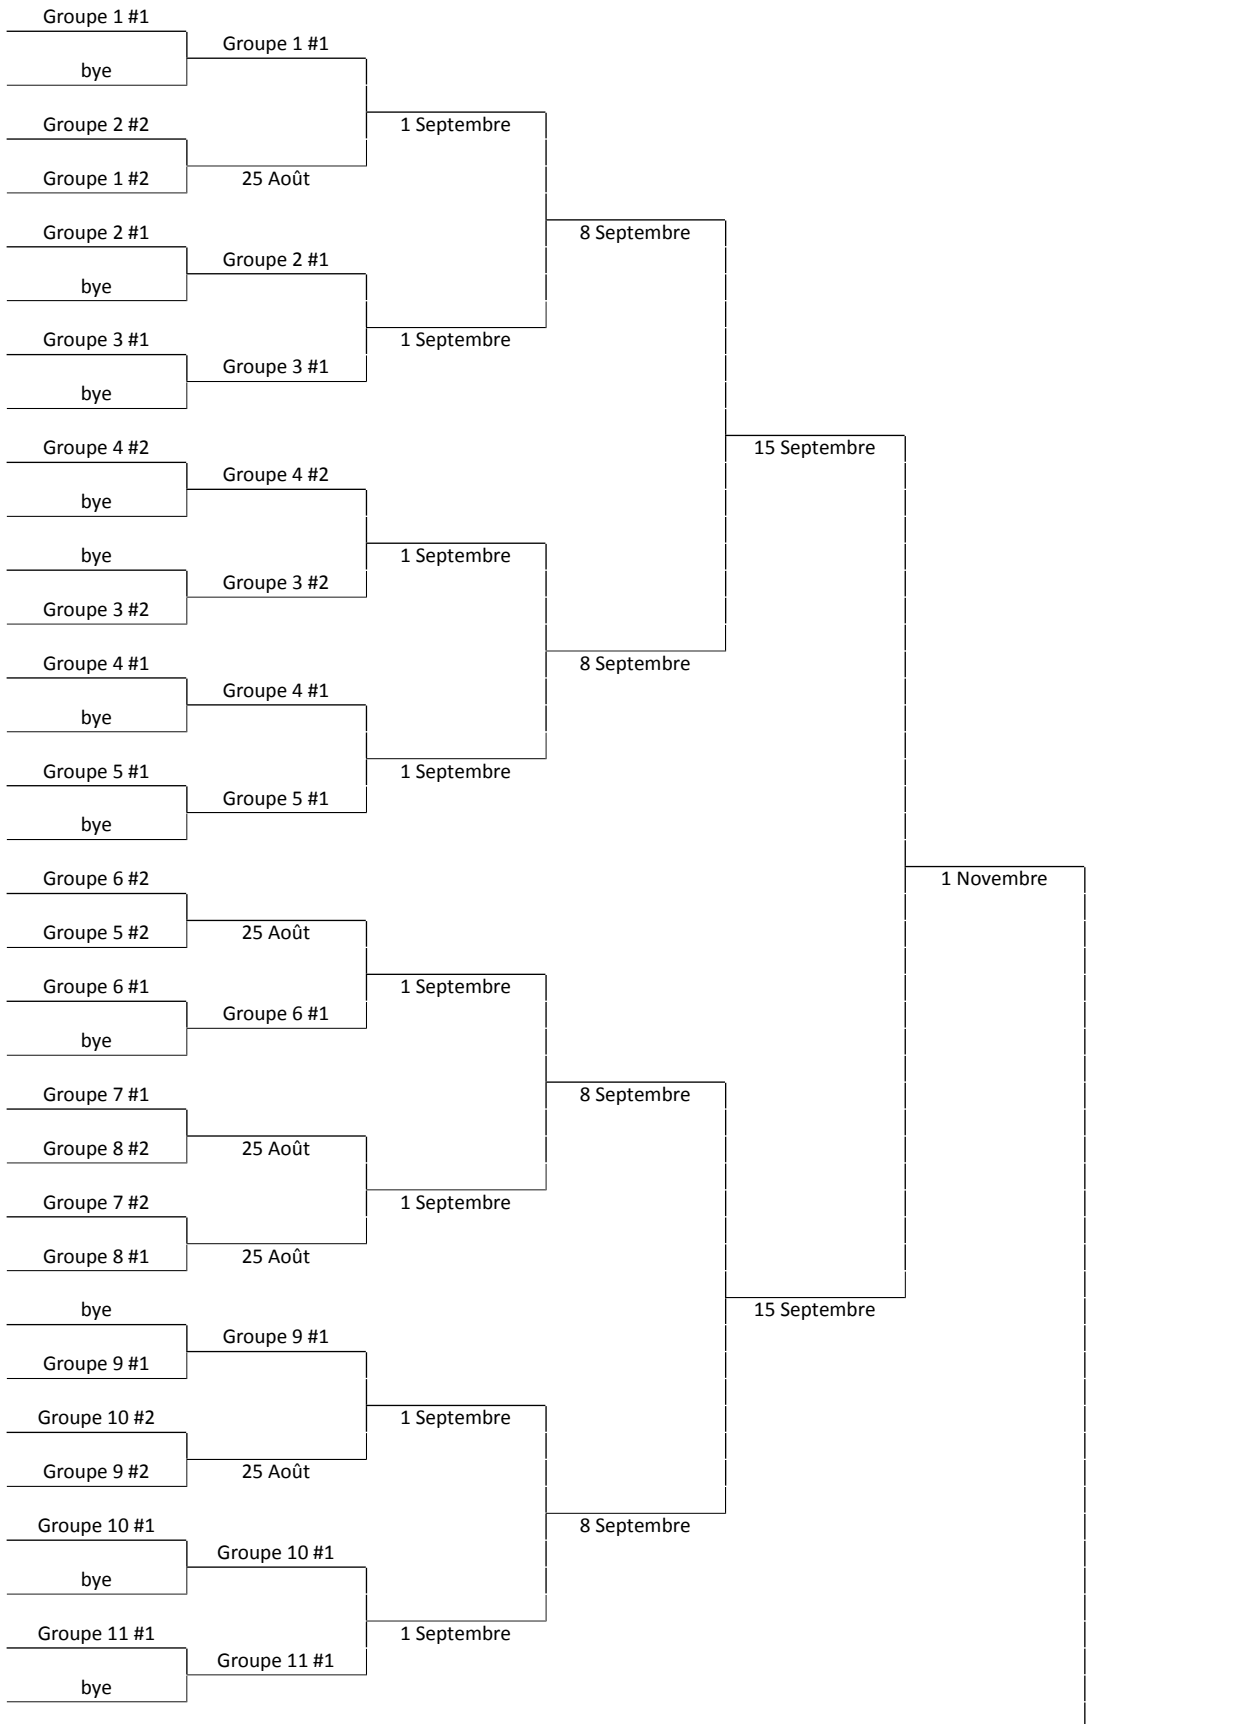 Groupe 1 #1
Groupe 1 #1
bye
Groupe 2 #2
1 Septembre
Groupe 1 #2
25 Août
Groupe 2 #1
8 Septembre
Groupe 2 #1
bye
Groupe 3 #1
1 Septembre
Groupe 3 #1
bye
Groupe 4 #2
15 Septembre
Groupe 4 #2
bye
bye
1 Septembre
Groupe 3 #2
Groupe 3 #2
Groupe 4 #1
8 Septembre
Groupe 4 #1
bye
Groupe 5 #1
1 Septembre
Groupe 5 #1
bye
Groupe 6 #2
1 Novembre
Groupe 5 #2
25 Août
Groupe 6 #1
1 Septembre
Groupe 6 #1
bye
Groupe 7 #1
8 Septembre
Groupe 8 #2
25 Août
Groupe 7 #2
1 Septembre
Groupe 8 #1
25 Août
bye
15 Septembre
Groupe 9 #1
Groupe 9 #1
Groupe 10 #2
1 Septembre
Groupe 9 #2
25 Août
Groupe 10 #1
8 Septembre
Groupe 10 #1
bye
Groupe 11 #1
1 Septembre
Groupe 11 #1
bye